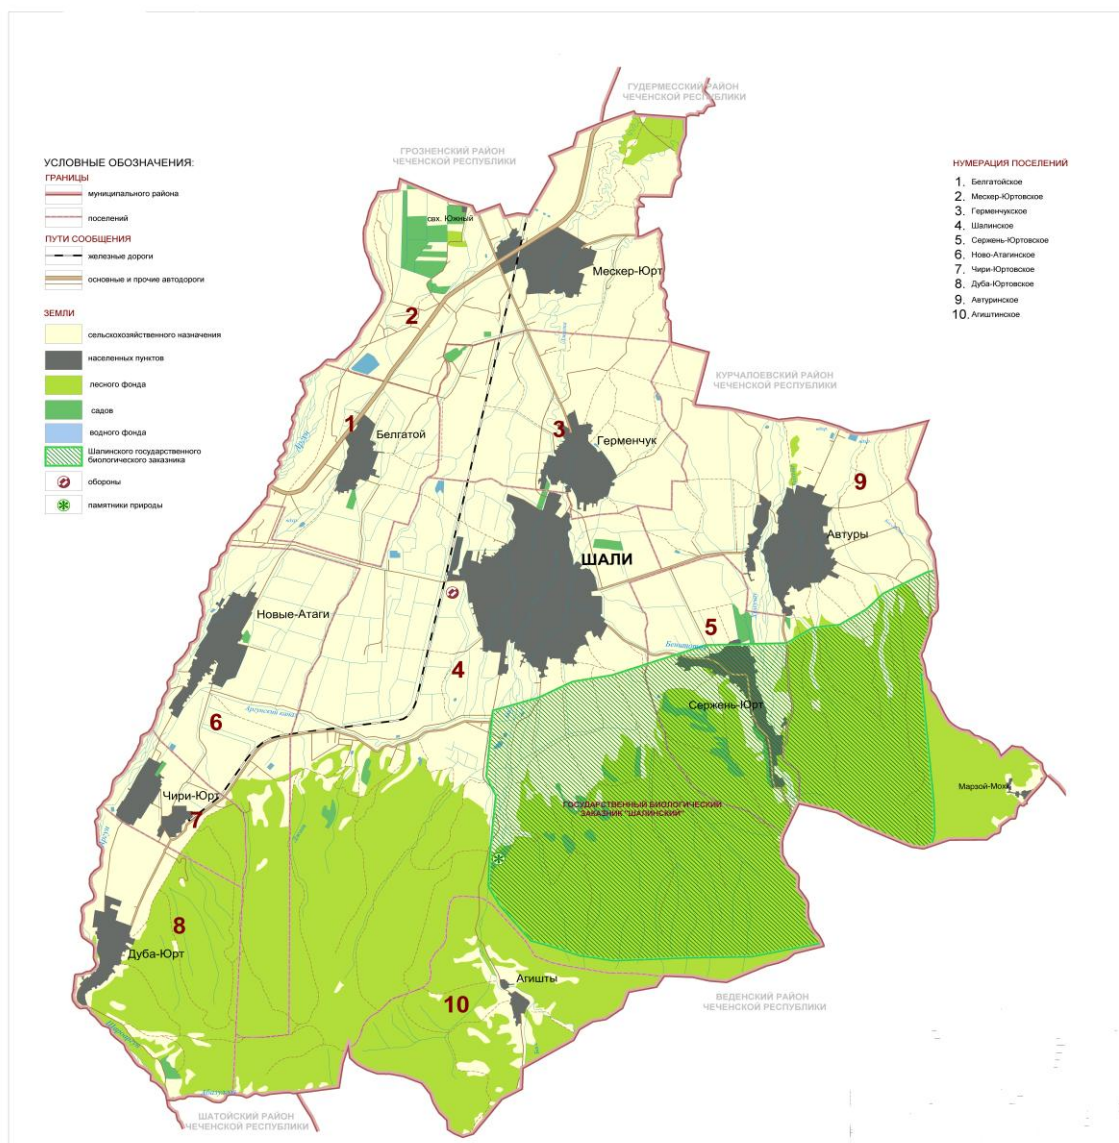 ГУДЕРМЕССКИЙ РАЙОН
ЧЕЧЕНСКОЙ РЕСПУБЛИКИ
ГРОЗНЕНСКИЙ РАЙОН
ЧЕЧЕНСКОЙ РЕСПУБЛИКИ
УСЛОВНЫЕ ОБОЗНАЧЕНИЯ:
ГРАНИЦЫ
муниципального района
поселений
ПУТИ СООБЩЕНИЯ
железные дороги
основные и прочие автодороги
ЗЕМЛИ
сельскохозяйственного назначения
населенных пунктов
лесного фонда
садов
водного фонда
Шалинского государственного
биологического заказника
обороны
памятники природы
НУМЕРАЦИЯ ПОСЕЛЕНИЙ
1. Белгатойское
2. Мескер-Юртовское
3. Герменчукское
4. Шалинское
5. Сержень-Юртовское
6. Ново-Атагинское
7. Чири-Юртовское
8. Дуба-Юртовское
9. Автуринское
10. Агиштинское
свх. Южный
Мескер-Юрт
2
КУРЧАЛОЕВСКИЙ РАЙОН
ЧЕЧЕНСКОЙ РЕСПУБЛИКИ
1
Белгатой
3
Герменчук
Аргун
9
Автуры
ШАЛИ
Новые-Атаги
5
4
Сержень-Юрт
Аргунский канал
6
Чири-Юрт
7
Аргун
Марзой-Мохк
ГОСУДАРСТВЕННЫЙ БИОЛОГИЧЕСКИЙ
ЗАКАЗНИК "ШАЛИНСКИЙ"
8
Дуба-Юрт
Агишты
10
ВЕДЕНСКИЙ РАЙОН
ЧЕЧЕНСКОЙ РЕСПУБЛИКИ
ШАТОЙСКИЙ РАЙОН
ЧЕЧЕНСКОЙ РЕСПУБЛИКИ